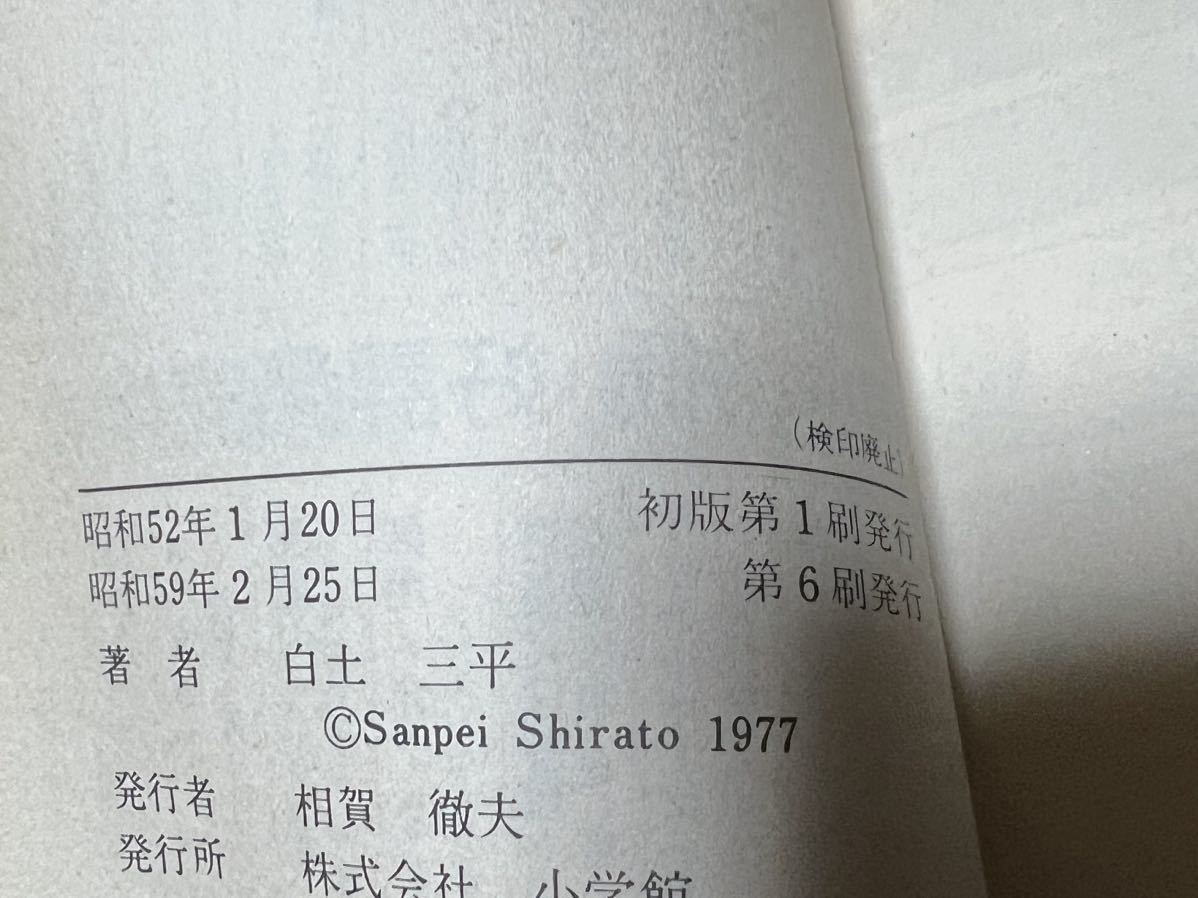 (検印廃止)
昭和52年1月20日 初版第1刷発行
昭和59年2月25日 第6刷発行
著者 白土 三平
©Sanpei Shirato 1977
発行者 相賀 徹夫
発行所 株式会社 小学館